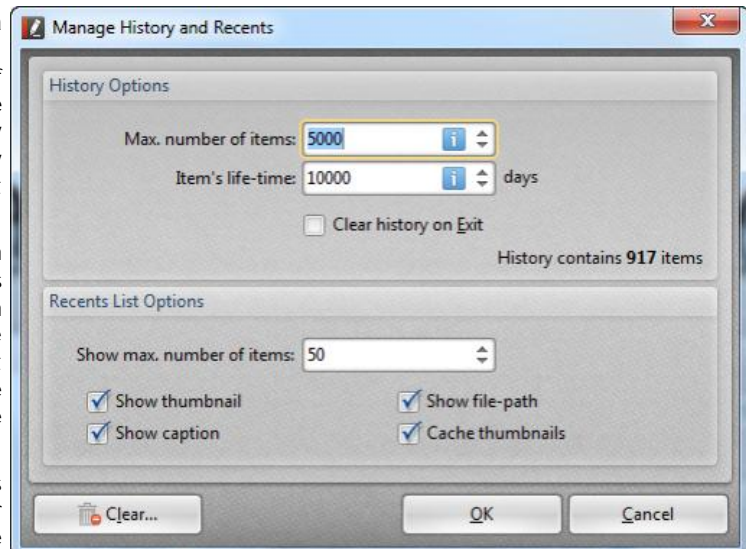 Manage History and Recents
History Options
Max. number of items: 5000
Item's life-time: 10000 days
Clear history on Exit
History contains 917 items
Recents List Options
Show max. number of items: 50
Show thumbnail
Show file-path
Show caption
Cache thumbnails
Clear...
OK
Cancel